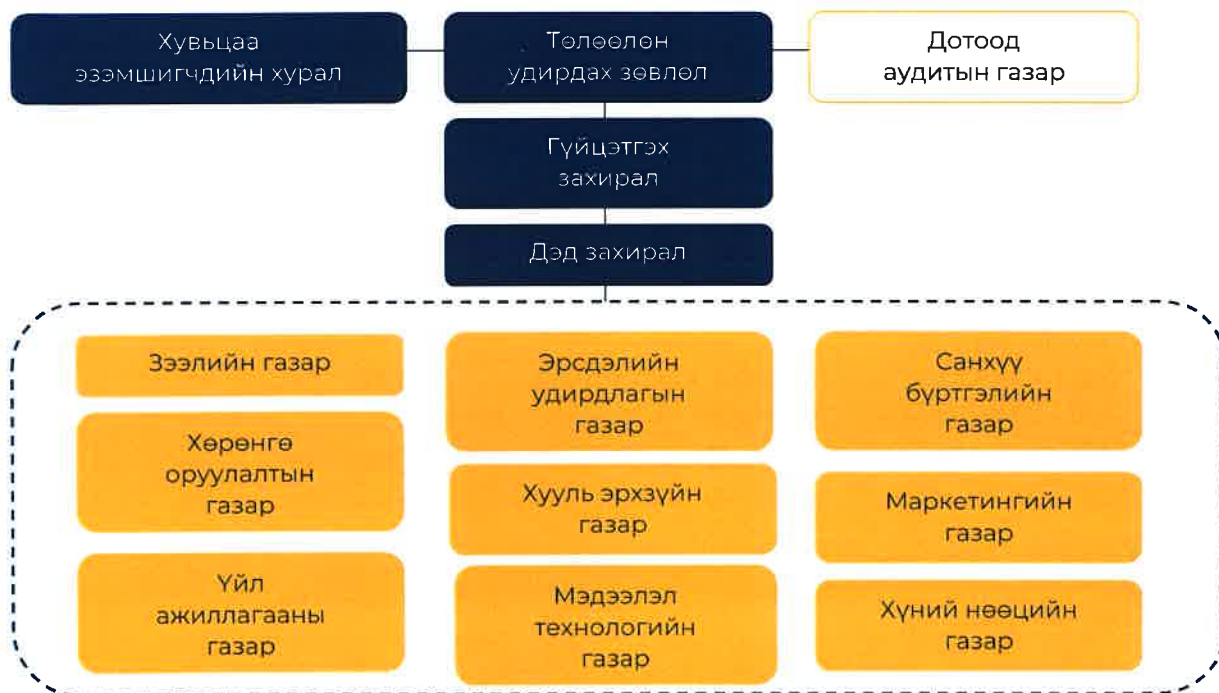 Хувьцаа
эзэмшигчдийн хурал
Төлөөлөн
удирдах зөвлөл
Дотоод
аудитын газар
Гүйцэтгэх
захирал
Дэд захирал
Зээлийн газар
Эрсдэлийн
удирдлагын
газар
Санхүү
бүртгэлийн
газар
Хөрөнгө
оруулалтын
газар
Хууль эрхзүйн
газар
Маркетингийн
газар
Үйл
ажиллагааны
газар
Мэдээлэл
технологийн
газар
Хүний нөөцийн
газар